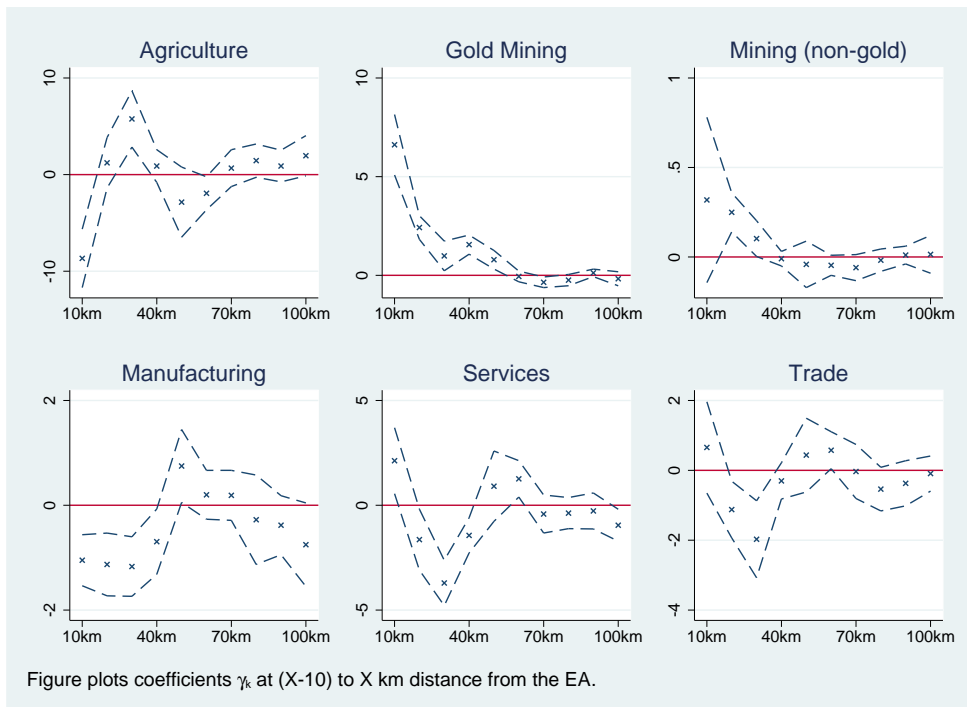 Agriculture
10
0
-10
10km 40km 70km 100km
Gold Mining
10
5
0
10km 40km 70km 100km
Mining (non-gold)
1
.5
0
10km 40km 70km 100km
Manufacturing
2
0
-2
10km 40km 70km 100km
Services
5
0
-5
10km 40km 70km 100km
Trade
2
0
-2
-4
10km 40km 70km 100km
Figure plots coefficients γk at (X-10) to X km distance from the EA.